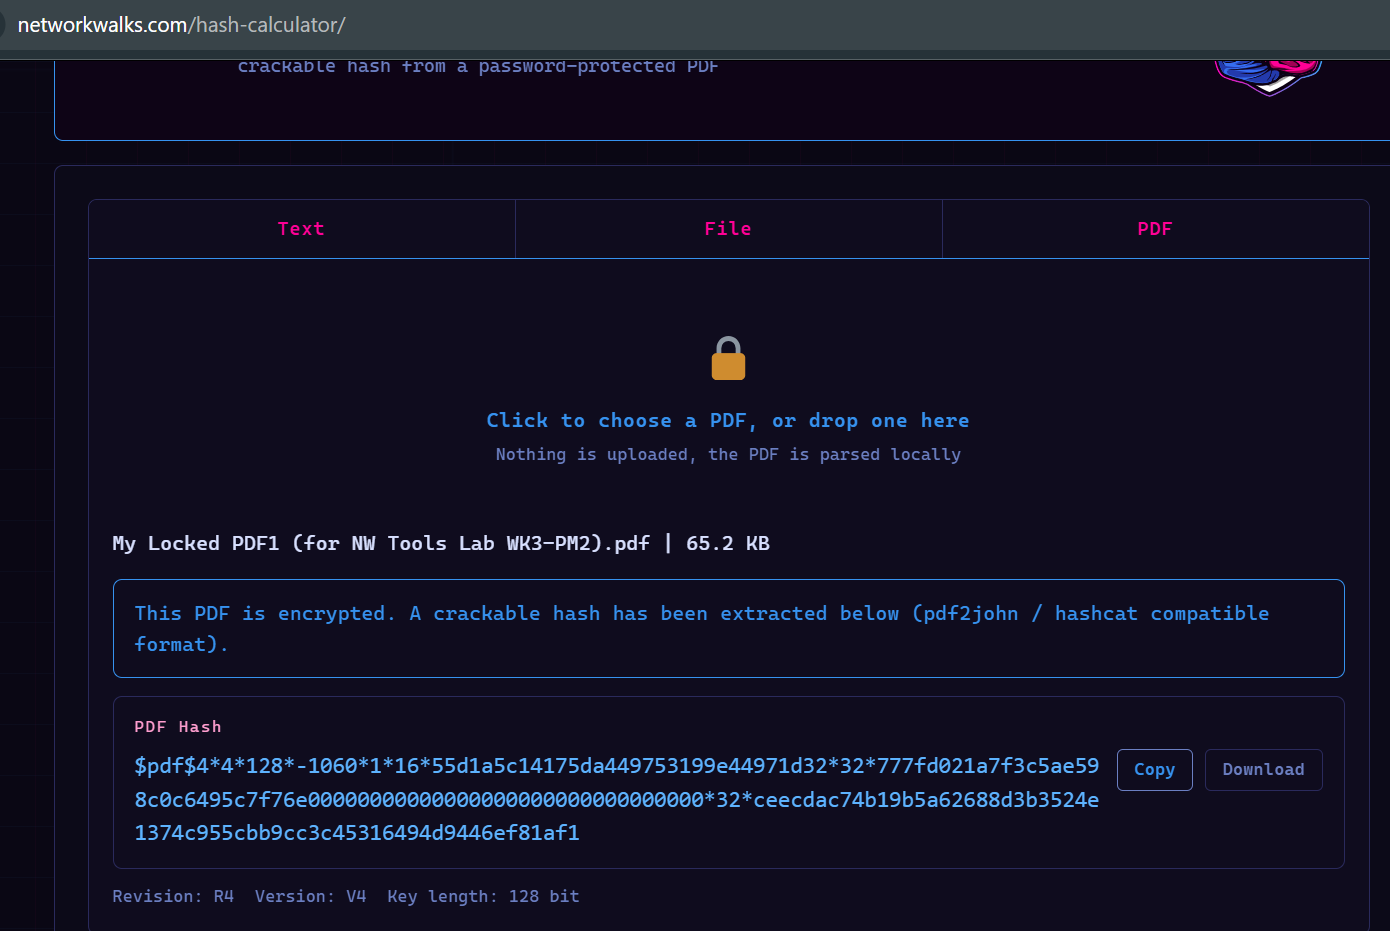 networkwalks.com/hash-calculator/
crackable hash from a password-protected PDF
Text
File
PDF
Click to choose a PDF, or drop one here
Nothing is uploaded, the PDF is parsed locally
My Locked PDF1 (for NW Tools Lab WK3-PM2).pdf | 65.2 KB
This PDF is encrypted. A crackable hash has been extracted below (pdf2john / hashcat compatible
format).
PDF Hash
$pdf$4*4*128*-1060*1*16*55d1a5c14175da449753199e44971d32*32*777fd021a7f3c5ae59
8c0c6495c7f76e00000000000000000000000000000000*32*ceecdac74b19b5a62688d3b3524e
1374c955cbb9cc3c45316494d9446ef81af1
Copy
Download
Revision: R4 Version: V4 Key length: 128 bit